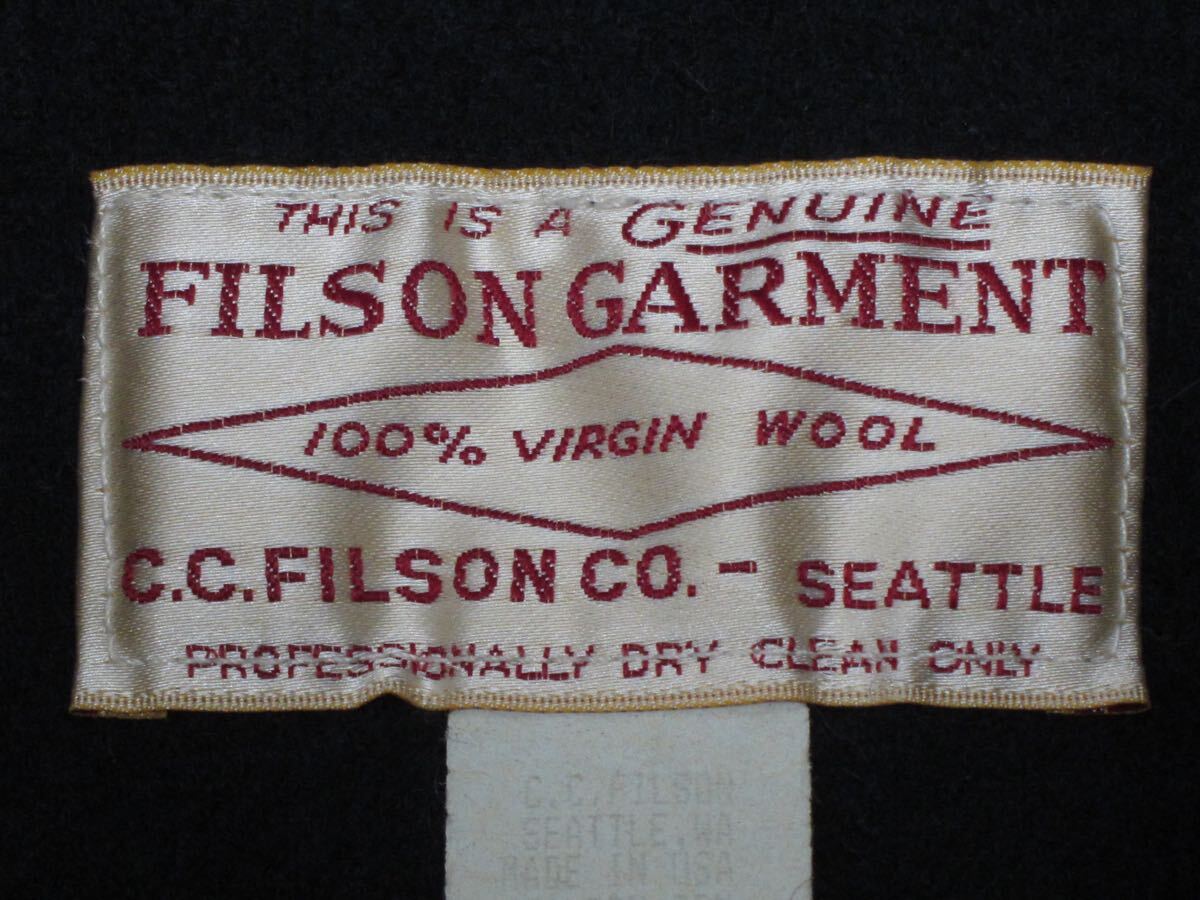 THIS IS A GENUINE
FILSON GARMENT
100% VIRGIN WOOL
C.C. FILSON CO. - SEATTLE
PROFESSIONALLY DRY CLEAN ONLY
C.C.FILSON
SEATTLE,WA
MADE IN USA